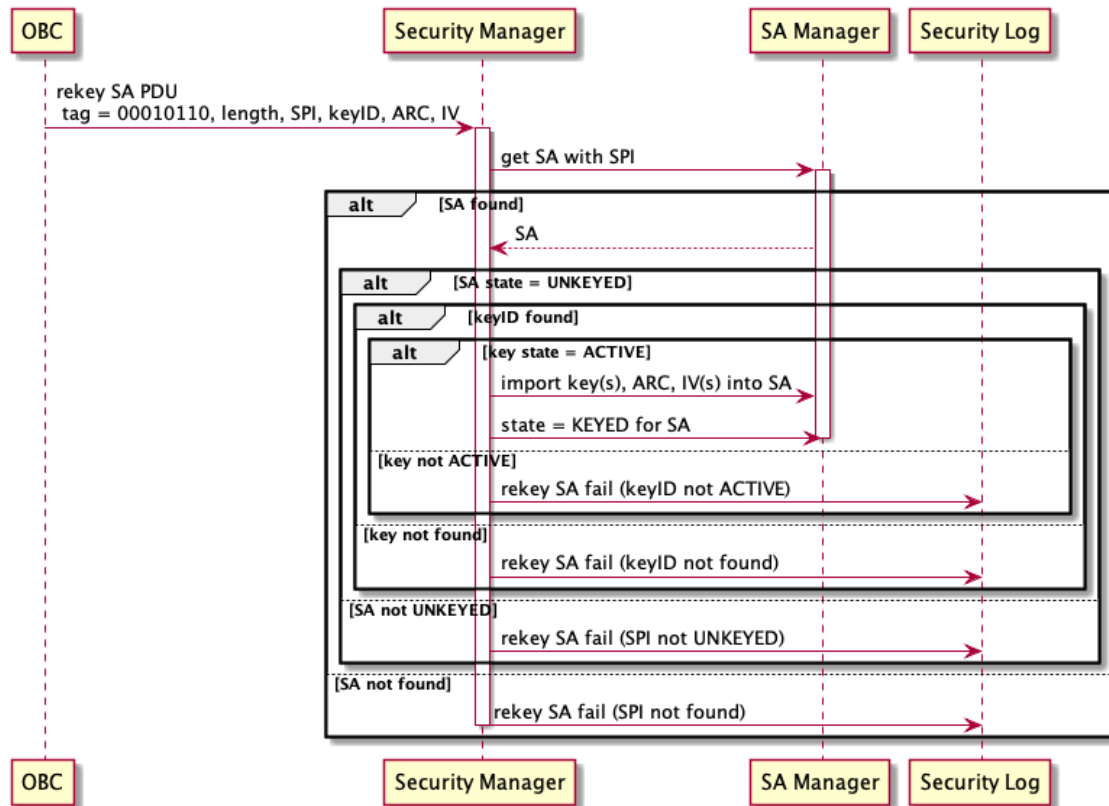 OBC
Security Manager
SA Manager
Security Log
rekey SA PDU
tag = 00010110, length, SPI, keyID, ARC, IV
get SA with SPI
alt [SA found]
SA
alt [SA state = UNKEYED]
alt [keyID found]
alt [key state = ACTIVE]
import key(s), ARC, IV(s) into SA
state = KEYED for SA
[key not ACTIVE]
rekey SA fail (keyID not ACTIVE)
[key not found]
rekey SA fail (keyID not found)
[SA not UNKEYED]
rekey SA fail (SPI not UNKEYED)
[SA not found]
rekey SA fail (SPI not found)
OBC
Security Manager
SA Manager
Security Log